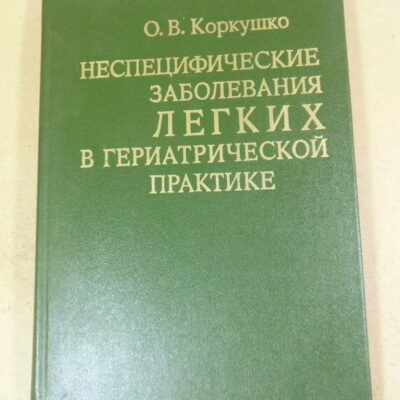 О. В. Коркушко
НЕСПЕЦИФИЧЕСКИЕ
ЗАБОЛЕВАНИЯ
ЛЕГКИХ
В ГЕРИАТРИЧЕСКОЙ
ПРАКТИКЕ